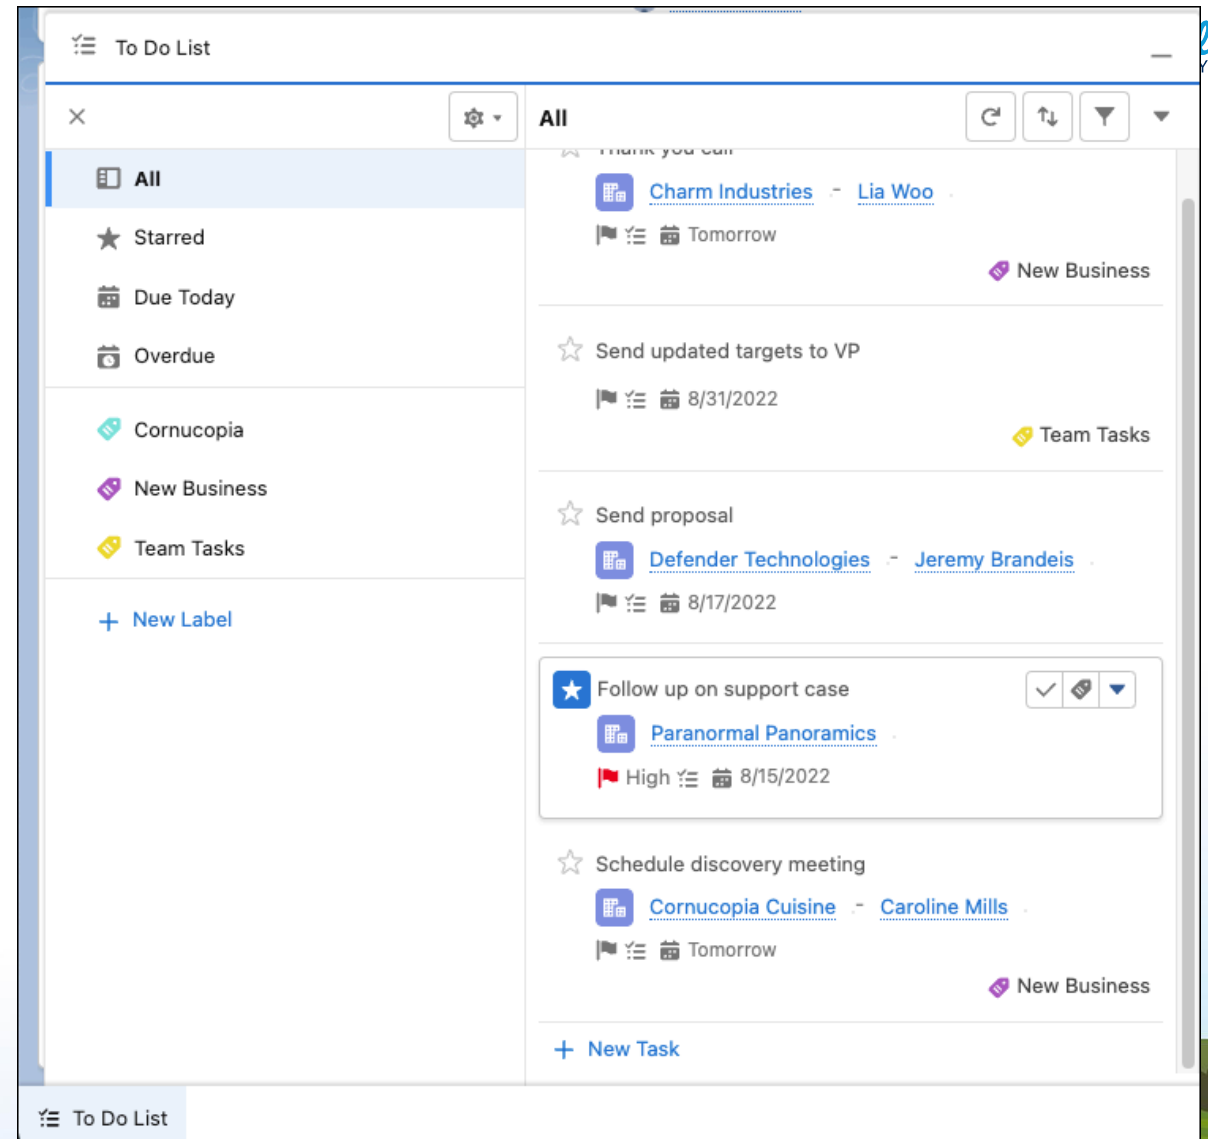 To Do List
All
All
Starred
Due Today
Overdue
Cornucopia
New Business
Team Tasks
+ New Label
Thank you call
Charm Industries - Lia Woo
Tomorrow
New Business
Send updated targets to VP
8/31/2022
Team Tasks
Send proposal
Defender Technologies - Jeremy Brandeis
8/17/2022
Follow up on support case
Paranormal Panoramics
High 8/15/2022
Schedule discovery meeting
Cornucopia Cuisine - Caroline Mills
Tomorrow
New Business
+ New Task
To Do List